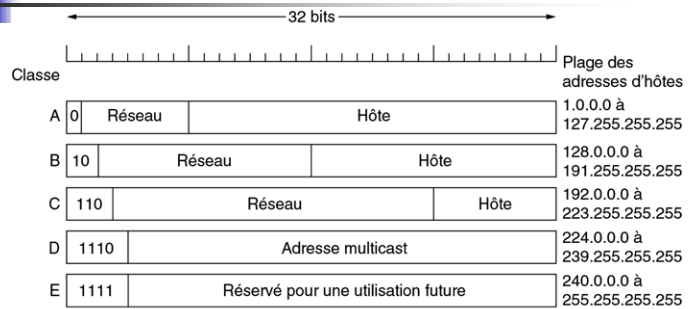 32 bits
Classe
Plage des
adresses d'hôtes
A 0 Réseau Hôte 1.0.0.0 à
127.255.255.255
B 10 Réseau Hôte 128.0.0.0 à
191.255.255.255
C 110 Réseau Hôte 192.0.0.0 à
223.255.255.255
D 1110 Adresse multicast 224.0.0.0 à
239.255.255.255
E 1111 Réservé pour une utilisation future 240.0.0.0 à
255.255.255.255